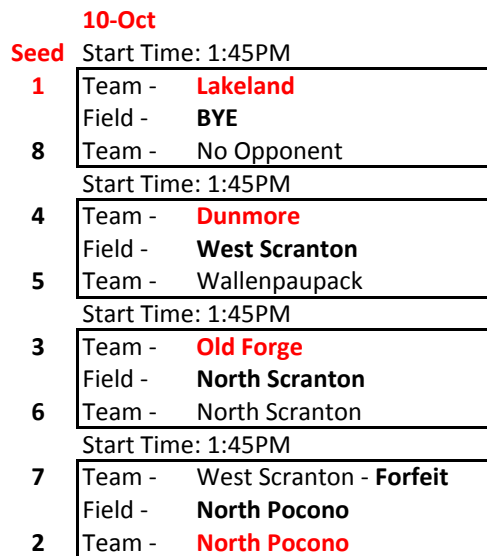 10-Oct
Seed Start Time: 1:45PM
1 Team - Lakeland
Field - BYE
8 Team - No Opponent
Start Time: 1:45PM
4 Team - Dunmore
Field - West Scranton
5 Team - Wallenpaupack
Start Time: 1:45PM
3 Team - Old Forge
Field - North Scranton
6 Team - North Scranton
Start Time: 1:45PM
7 Team - West Scranton - Forfeit
Field - North Pocono
2 Team - North Pocono